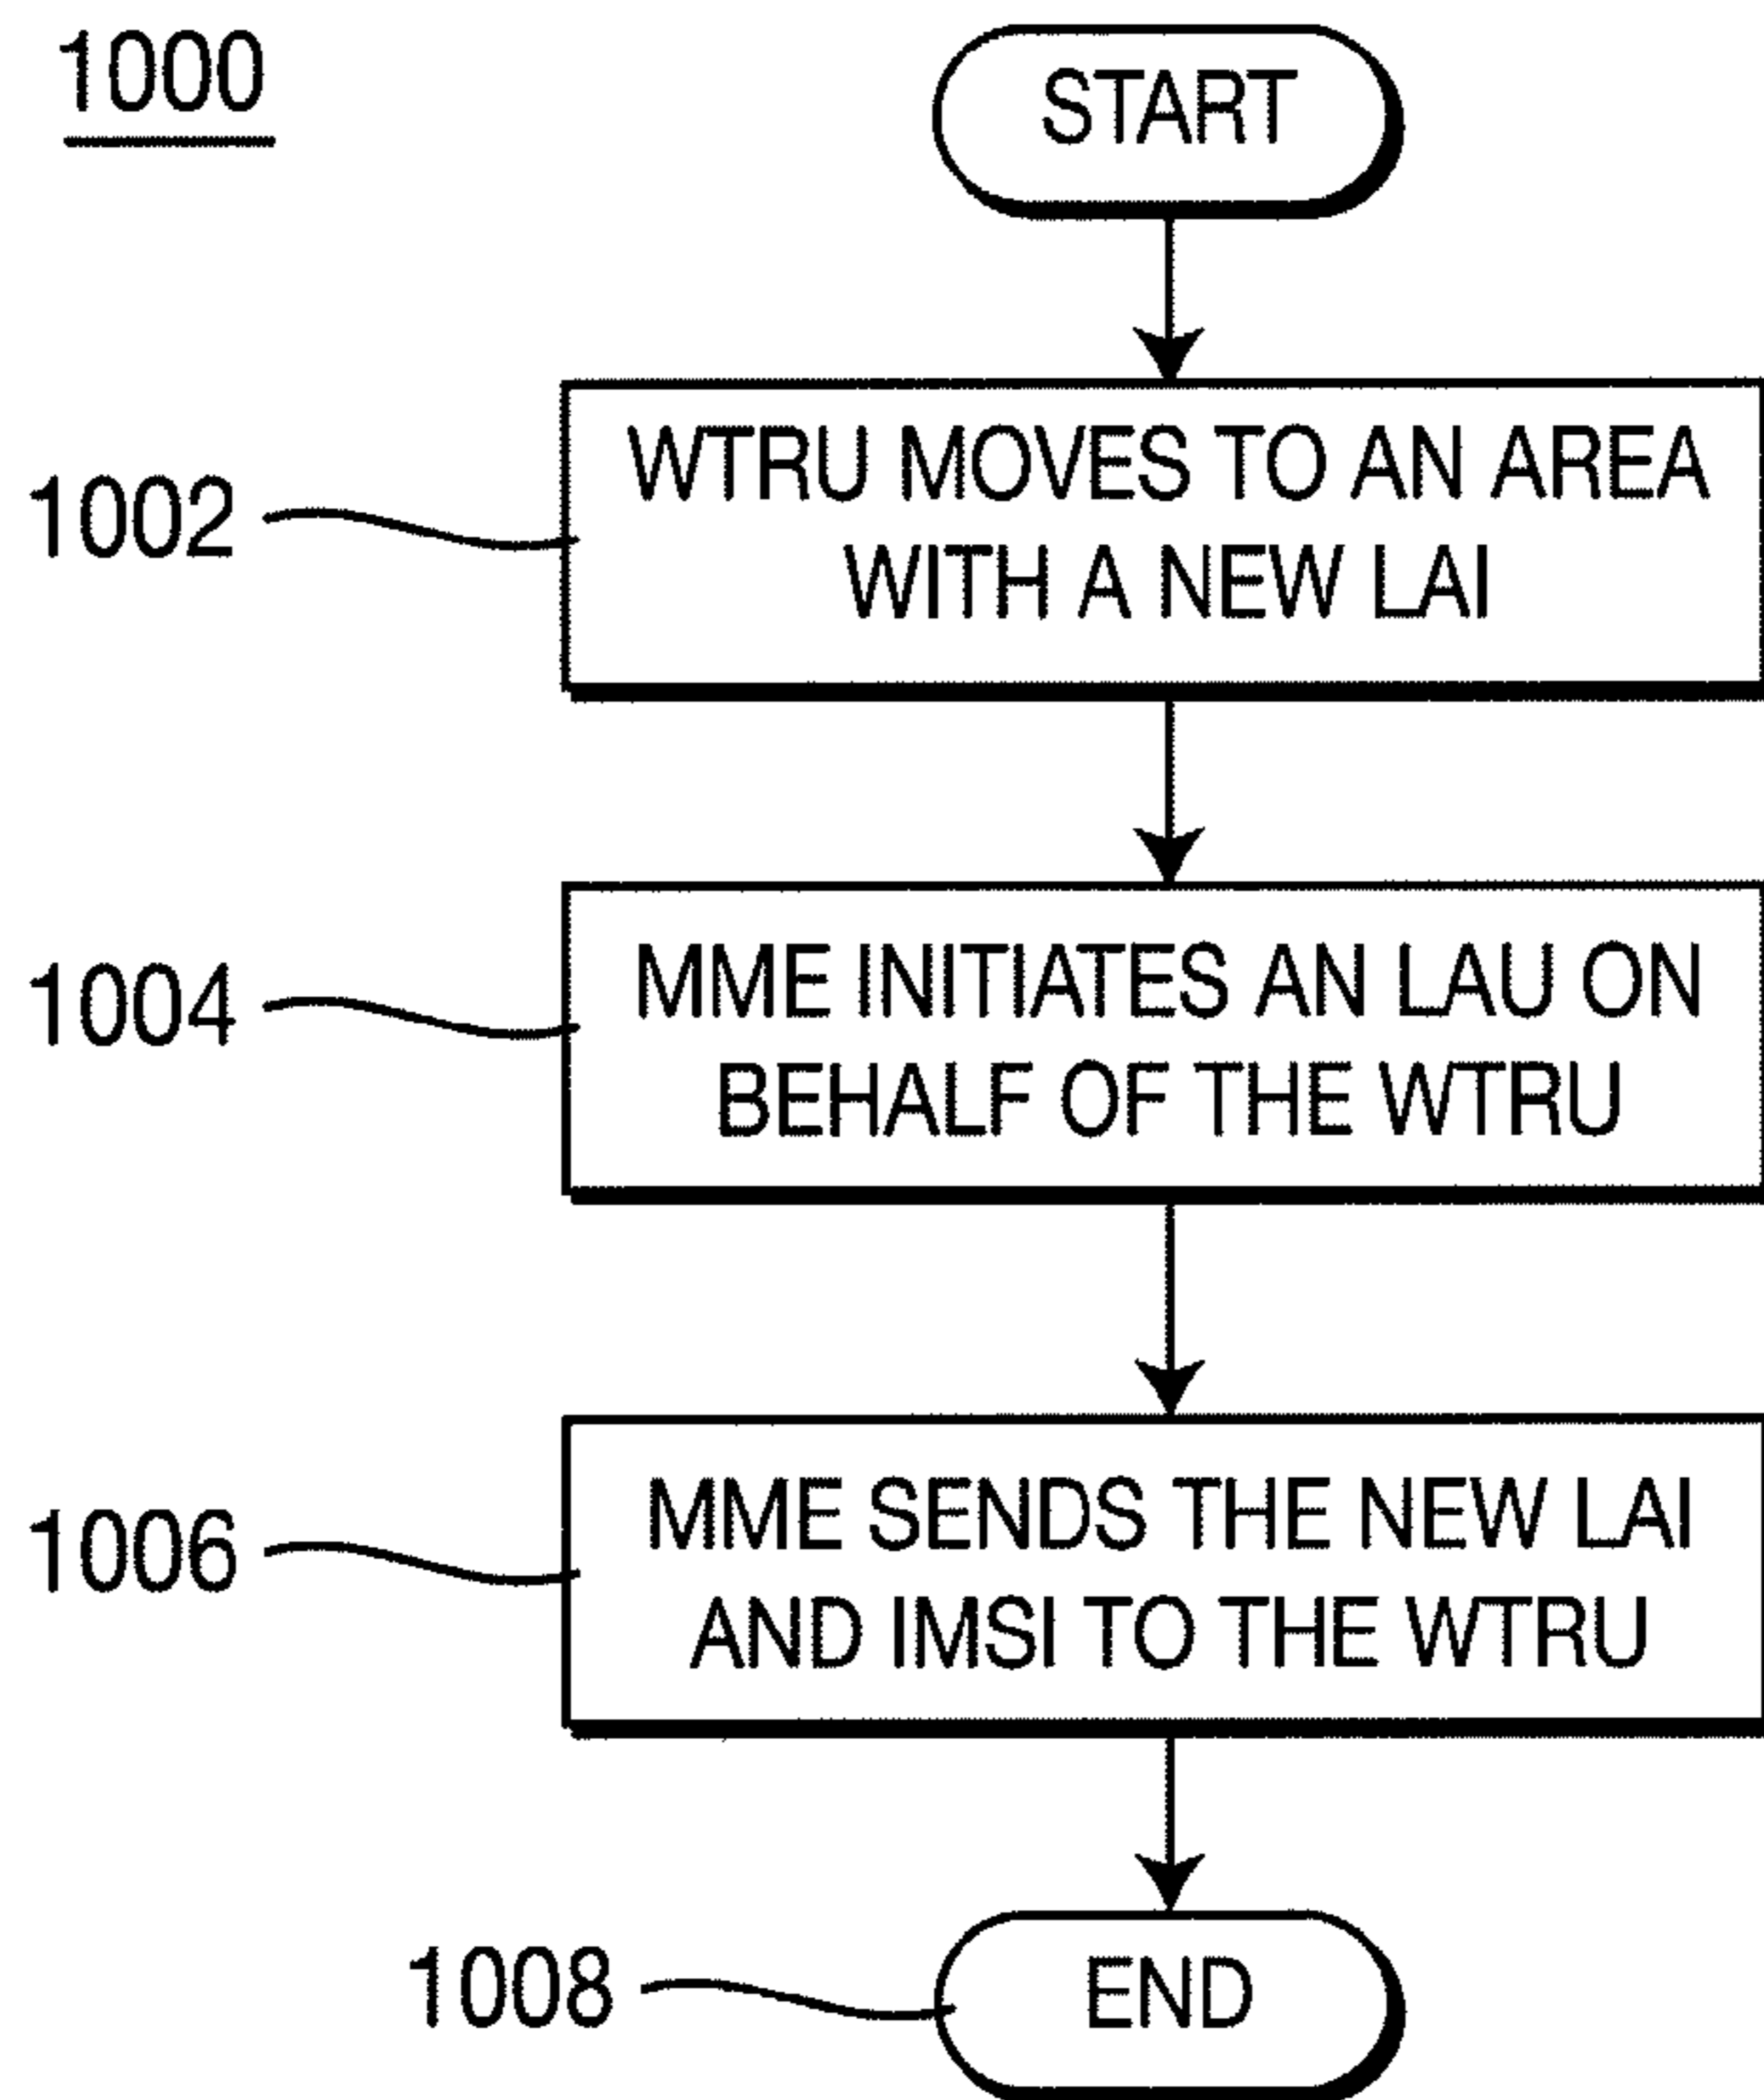 1000
START
1002
WTRU MOVES TO AN AREA
WITH A NEW LAI
1004
MME INITIATES AN LAU ON
BEHALF OF THE WTRU
1006
MME SENDS THE NEW LAI
AND IMSI TO THE WTRU
1008
END